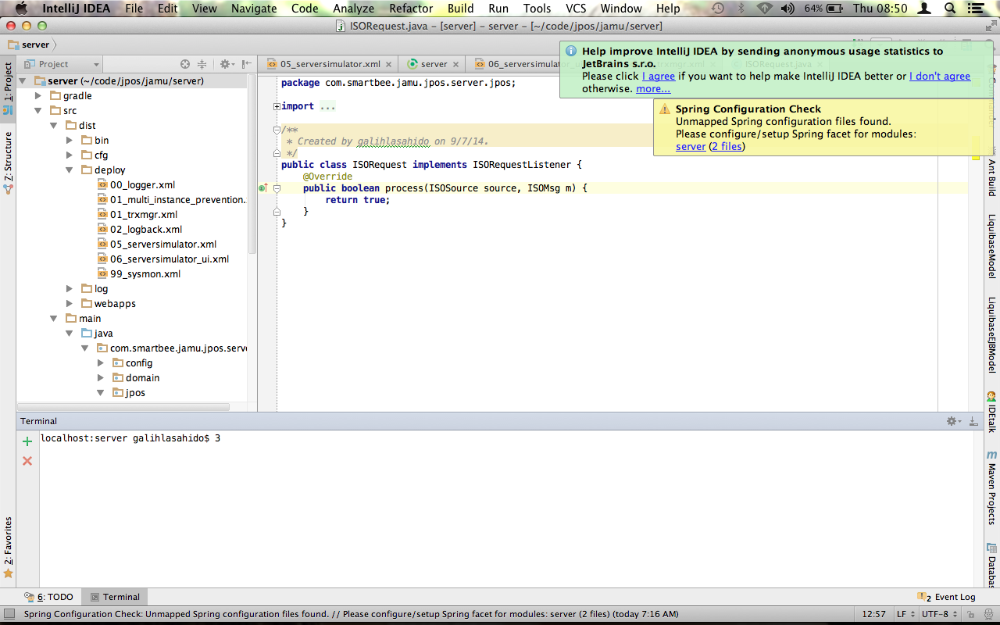 IntelliJ IDEA File Edit View Navigate Code Analyze Refactor Build Run Tools VCS Window Help 64% Thu 08:50
ISORequest.java – [server] – server – [~/code/jpos/jamu/server]
server
Help improve IntelliJ IDEA by sending anonymous usage statistics to
JetBrains s.r.o.
Please click I agree if you want to help make IntelliJ IDEA better or I don't agree
otherwise. more...
Spring Configuration Check
Unmapped Spring configuration files found.
Please configure/setup Spring facet for modules:
server (2 files)
1: Project
Z: Structure
2: Favorites
Project
server (~/code/jpos/jamu/server)
gradle
src
dist
bin
cfg
deploy
00_logger.xml
01_multi_instance_prevention.
01_trxmgr.xml
02_logback.xml
05_serversimulator.xml
06_serversimulator_ui.xml
99_sysmon.xml
log
webapps
main
java
com.smartbee.jamu.jpos.serve
config
domain
jpos
05_serversimulator.xml server 06_serversimulator_u trxmgr.xml ISORequest.java
package com.smartbee.jamu.jpos.server.jpos;
import ...
/**
* Created by galihlasahido on 9/7/14.
*/
public class ISORequest implements ISORequestListener {
@Override
public boolean process(ISOSource source, ISOMsg m) {
return true;
}
}
Ant Build
LiquibaseModel
LiquibaseEJBModel
IDEtalk
m Maven Projects
Databas
Terminal
localhost:server galihlasahido$ 3
6: TODO Terminal 2 Event Log
Spring Configuration Check: Unmapped Spring configuration files found. // Please configure/setup Spring facet for modules: server (2 files) (today 7:16 AM) 12:57 LF UTF-8